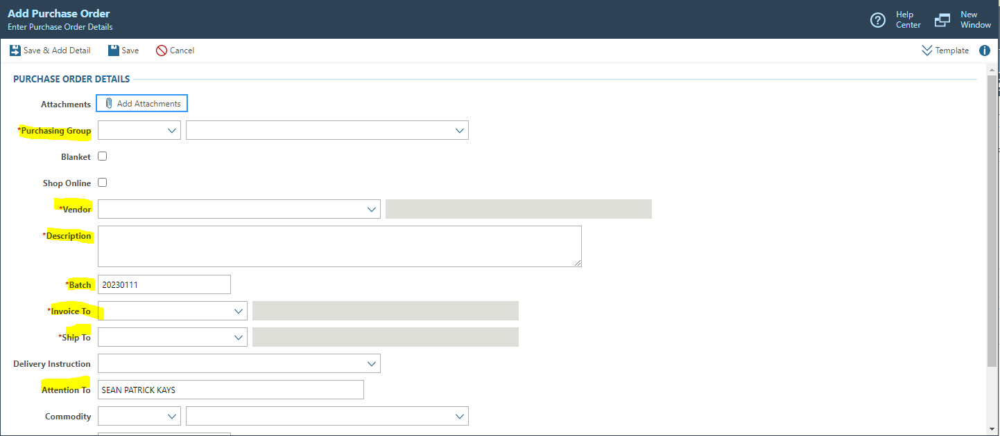 Add Purchase Order
Enter Purchase Order Details
Help Center
New Window
Save & Add Detail
Save
Cancel
Template
PURCHASE ORDER DETAILS
Attachments Add Attachments
*Purchasing Group
Blanket
Shop Online
*Vendor
*Description
*Batch 20230111
*Invoice To
*Ship To
Delivery Instruction
Attention To SEAN PATRICK KAYS
Commodity